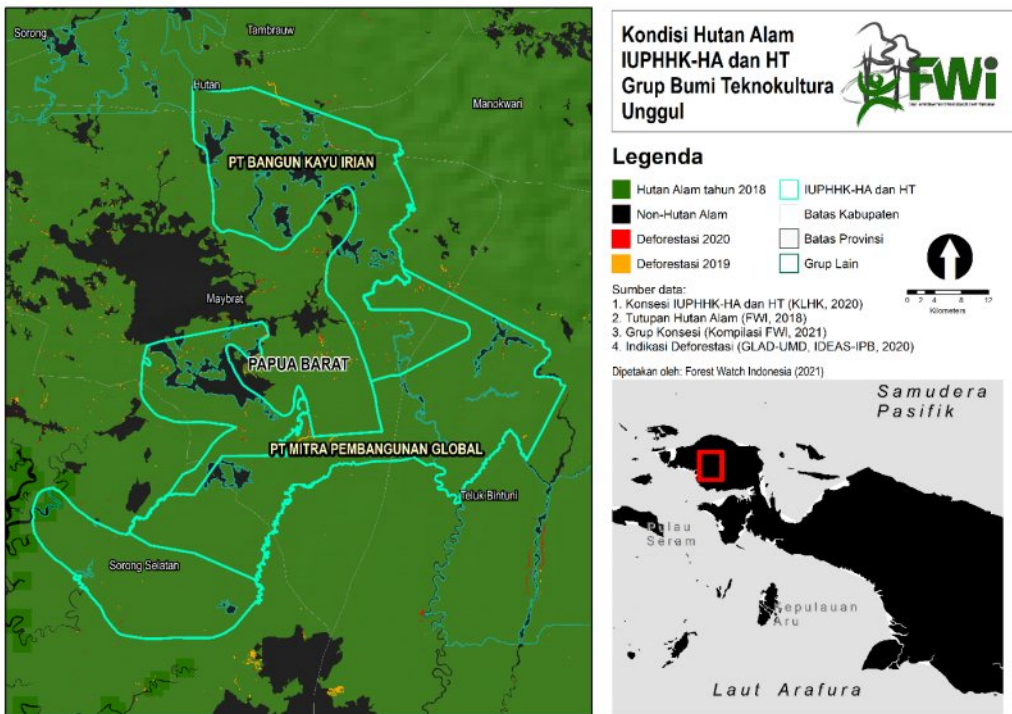 Sorong
Tambrauw
Hutan
Manokwari
PT BANGUN KAYU IRIAN
Maybrat
PAPUA BARAT
PT MITRA PEMBANGUNAN GLOBAL
Teluk Bintuni
Sorong Selatan
Kondisi Hutan Alam
IUPHHK-HA dan HT
Grup Bumi Teknokultura
Unggul
FWi
Legenda
Hutan Alam tahun 2018
Non-Hutan Alam
Deforestasi 2020
Deforestasi 2019
IUPHHK-HA dan HT
Batas Kabupaten
Batas Provinsi
Grup Lain
0 2 4 8 12
Kilometers
Sumber data:
1. Konsesi IUPHHK-HA dan HT (KLHK, 2020)
2. Tutupan Hutan Alam (FWI, 2018)
3. Grup Konsesi (Kompilasi FWI, 2021)
4. Indikasi Deforestasi (GLAD-UMD, IDEAS-IPB, 2020)
Dipetakan oleh: Forest Watch Indonesia (2021)
Samudera
Pasifik
Pulau
Seram
Kepulauan
Aru
Laut Arafura